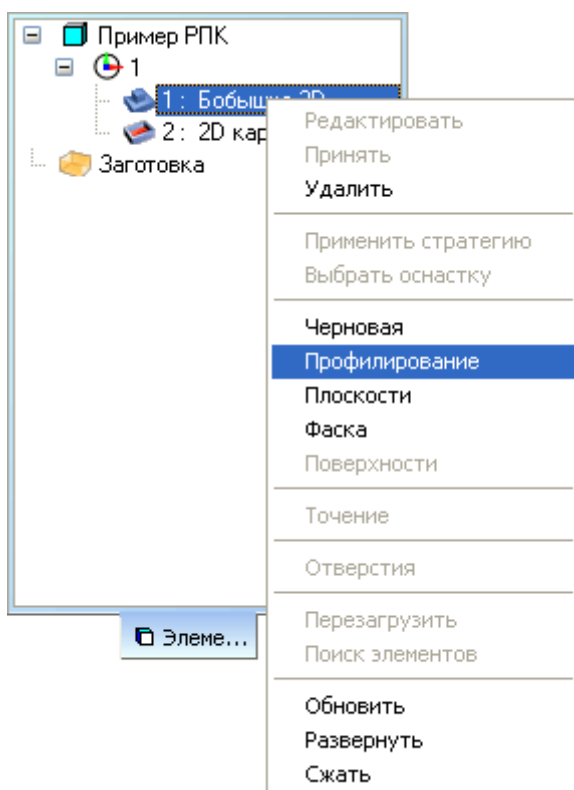 Пример РПК
1
1 : Бобышка 2D
2 : 2D кар
Заготовка
Редактировать
Принять
Удалить
Применить стратегию
Выбрать оснастку
Черновая
Профилирование
Плоскости
Фаска
Поверхности
Точение
Отверстия
Перезагрузить
Поиск элементов
Обновить
Развернуть
Сжать
Элеме...